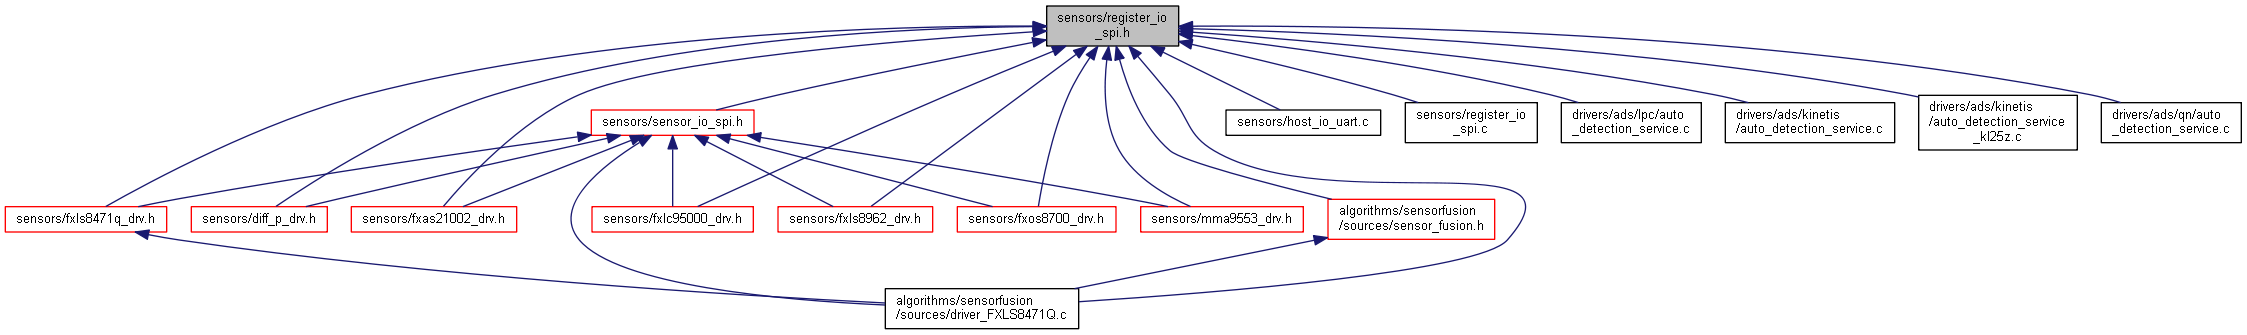 sensors/register_io
_spi.h
sensors/sensor_io_spi.h
sensors/host_io_uart.c
sensors/register_io
_spi.c
drivers/ads/lpc/auto
_detection_service.c
drivers/ads/kinetis
/auto_detection_service.c
drivers/ads/kinetis
/auto_detection_service
_kl25z.c
drivers/ads/qn/auto
_detection_service.c
sensors/fxls8471q_drv.h
sensors/diff_p_drv.h
sensors/fxas21002_drv.h
sensors/fxlc95000_drv.h
sensors/fxls8962_drv.h
sensors/fxos8700_drv.h
sensors/mma9553_drv.h
algorithms/sensorfusion
/sources/sensor_fusion.h
algorithms/sensorfusion
/sources/driver_FXLS8471Q.c